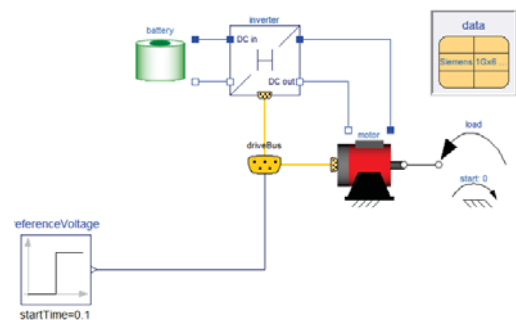 inverter
data
battery
DC in
Siemens 1Gx6 ...
DC out
load
motor
driveBus
start: 0
eferenceVoltage
startTime=0.1